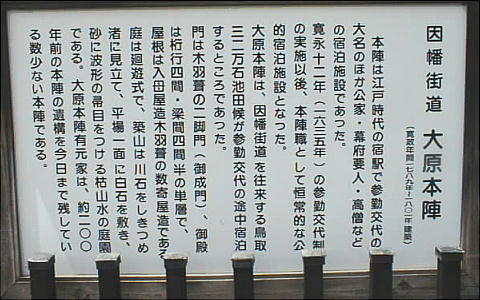 因幡街道 大原本陣
(寛政年間一七八九~一八〇一年建築)
本陣は江戸時代の宿駅で参勤交代の
大名のほか公家・幕府要人・高僧など
の宿泊施設であった。
寛永十二年(一六三五年)の参勤交代制
の実施以後、本陣職として恒常的な公
的宿泊施設となった。
大原本陣は、因幡街道を往来する鳥取
三二万石池田候が参勤交代の途中宿泊
するところであった。
門は木羽葺の二脚門(御成門)、御殿
は桁行四間・梁間四間半の単層で、
屋根は入母屋造木羽葺の数寄屋造である
庭は廻遊式で、築山は川石をしきつめ
渚に見立て、平場一面に白石を敷き、
砂に波形の帚目をつける枯山水の庭園
である。大原本陣有元家は、約二〇〇
年前の本陣の遺構を今日まで残してい
る数少ない本陣である。